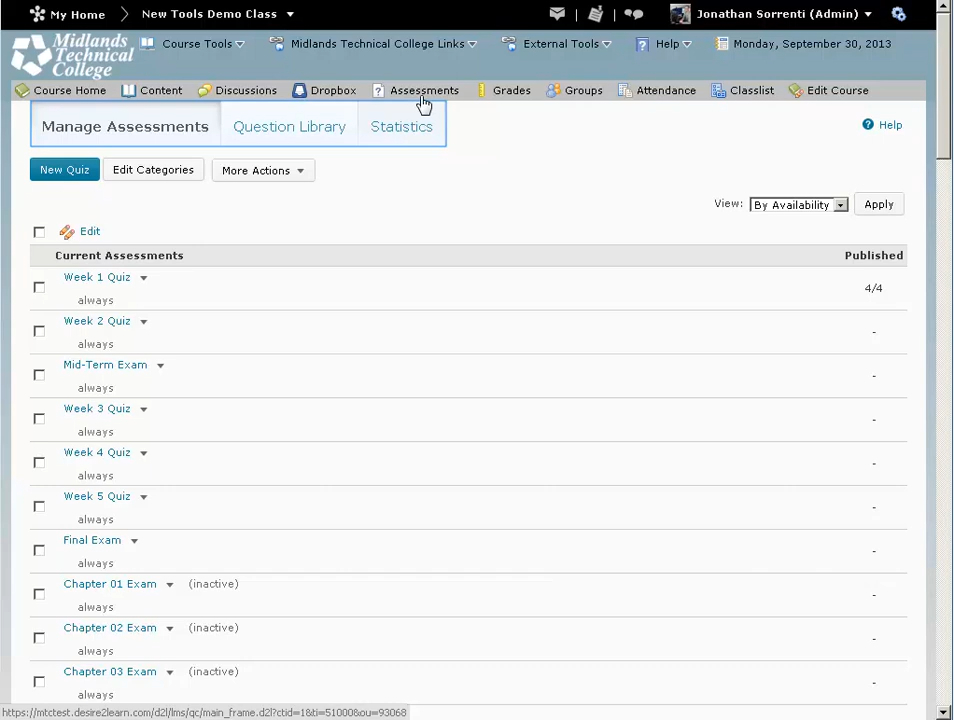 My Home New Tools Demo Class Jonathan Sorrenti (Admin)
Midlands Technical College Course Tools Midlands Technical College Links External Tools Help Monday, September 30, 2013
Course Home Content Discussions Dropbox Assessments Grades Groups Attendance Classlist Edit Course
Manage Assessments Question Library Statistics Help
New Quiz Edit Categories More Actions
View: By Availability Apply
Edit
Current Assessments Published
Week 1 Quiz
always 4/4
Week 2 Quiz
always -
Mid-Term Exam
always -
Week 3 Quiz
always -
Week 4 Quiz
always -
Week 5 Quiz
always -
Final Exam
always -
Chapter 01 Exam (inactive)
always -
Chapter 02 Exam (inactive)
always -
Chapter 03 Exam (inactive)
always -
https://mtctest.desire2learn.com/d2l/lms/qc/main_frame.d2l?ctid=1&ti=51000&ou=93068